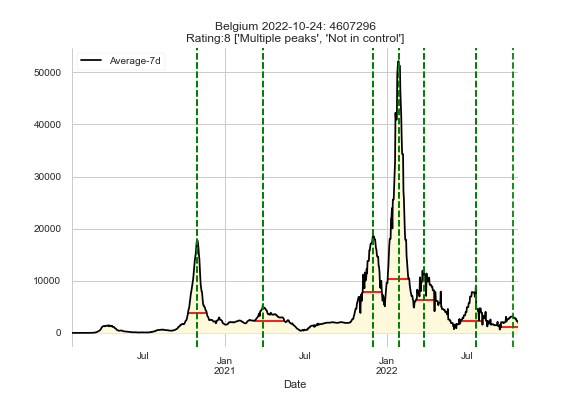 Belgium 2022-10-24: 4607296
Rating:8 ['Multiple peaks', 'Not in control']
Average-7d
50000
40000
30000
20000
10000
0
Jul
Jan
2021
Jul
Jan
2022
Jul
Date